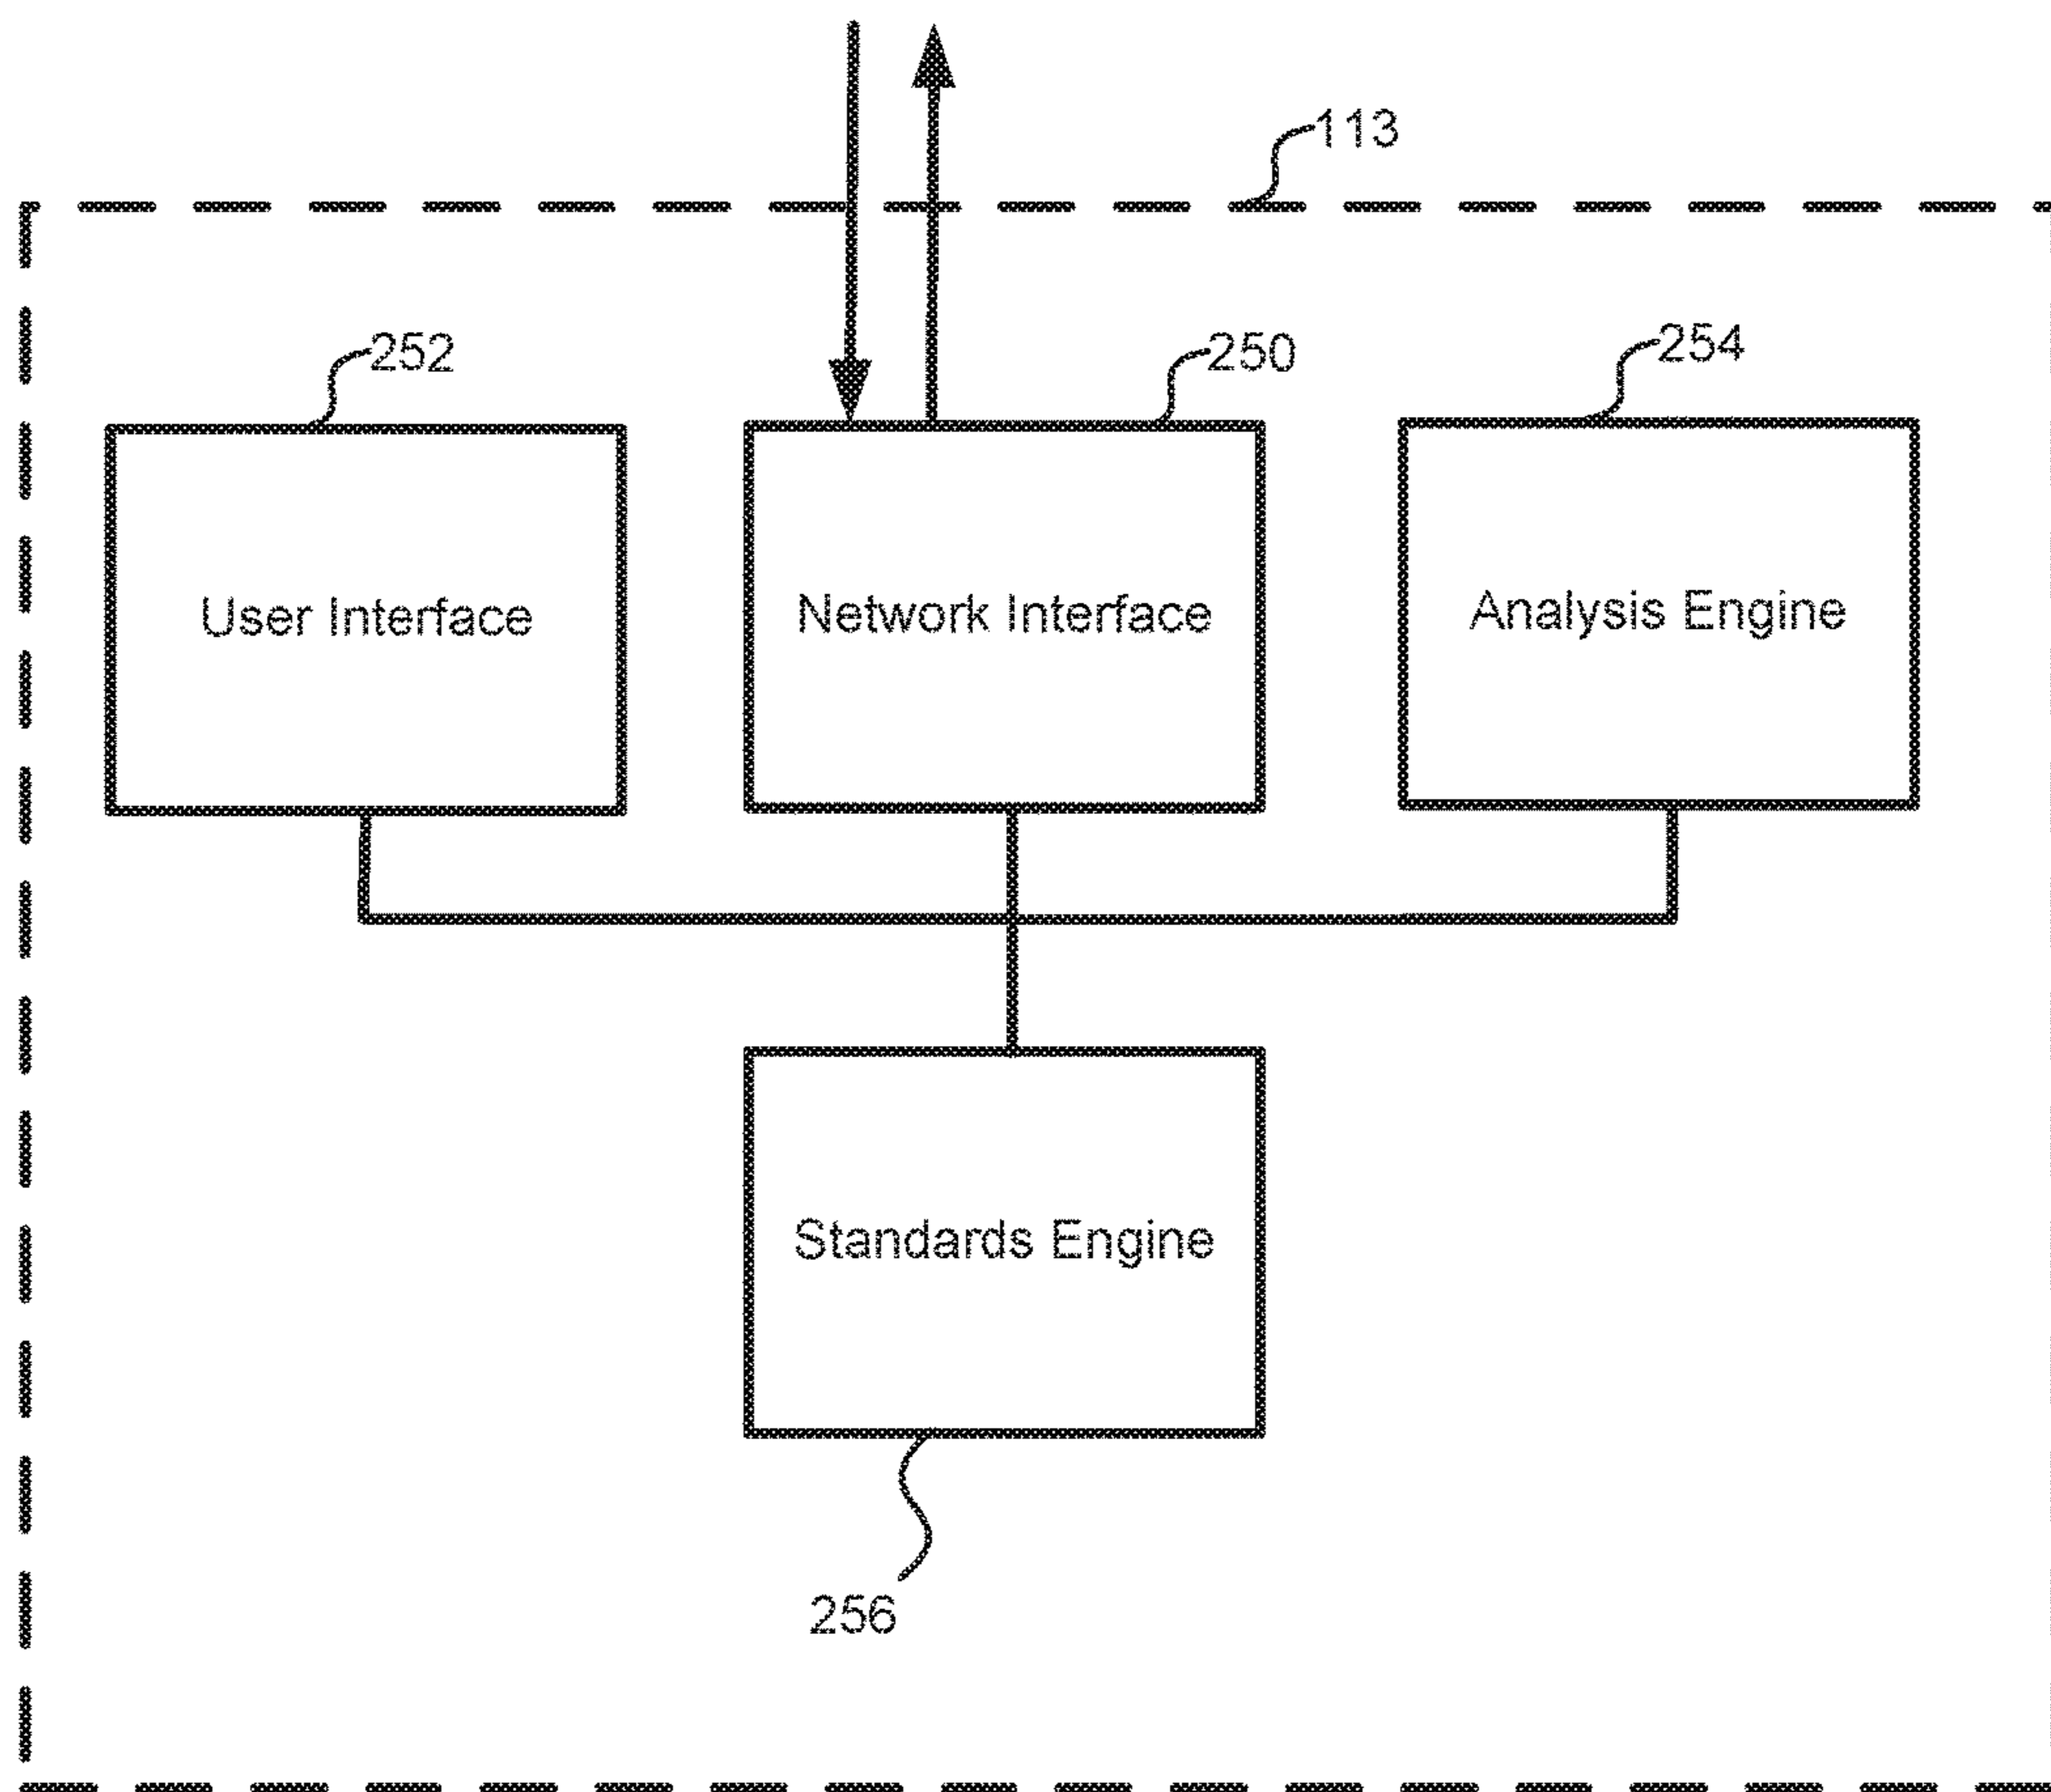 113
252
250
254
User Interface
Network Interface
Analysis Engine
Standards Engine
256